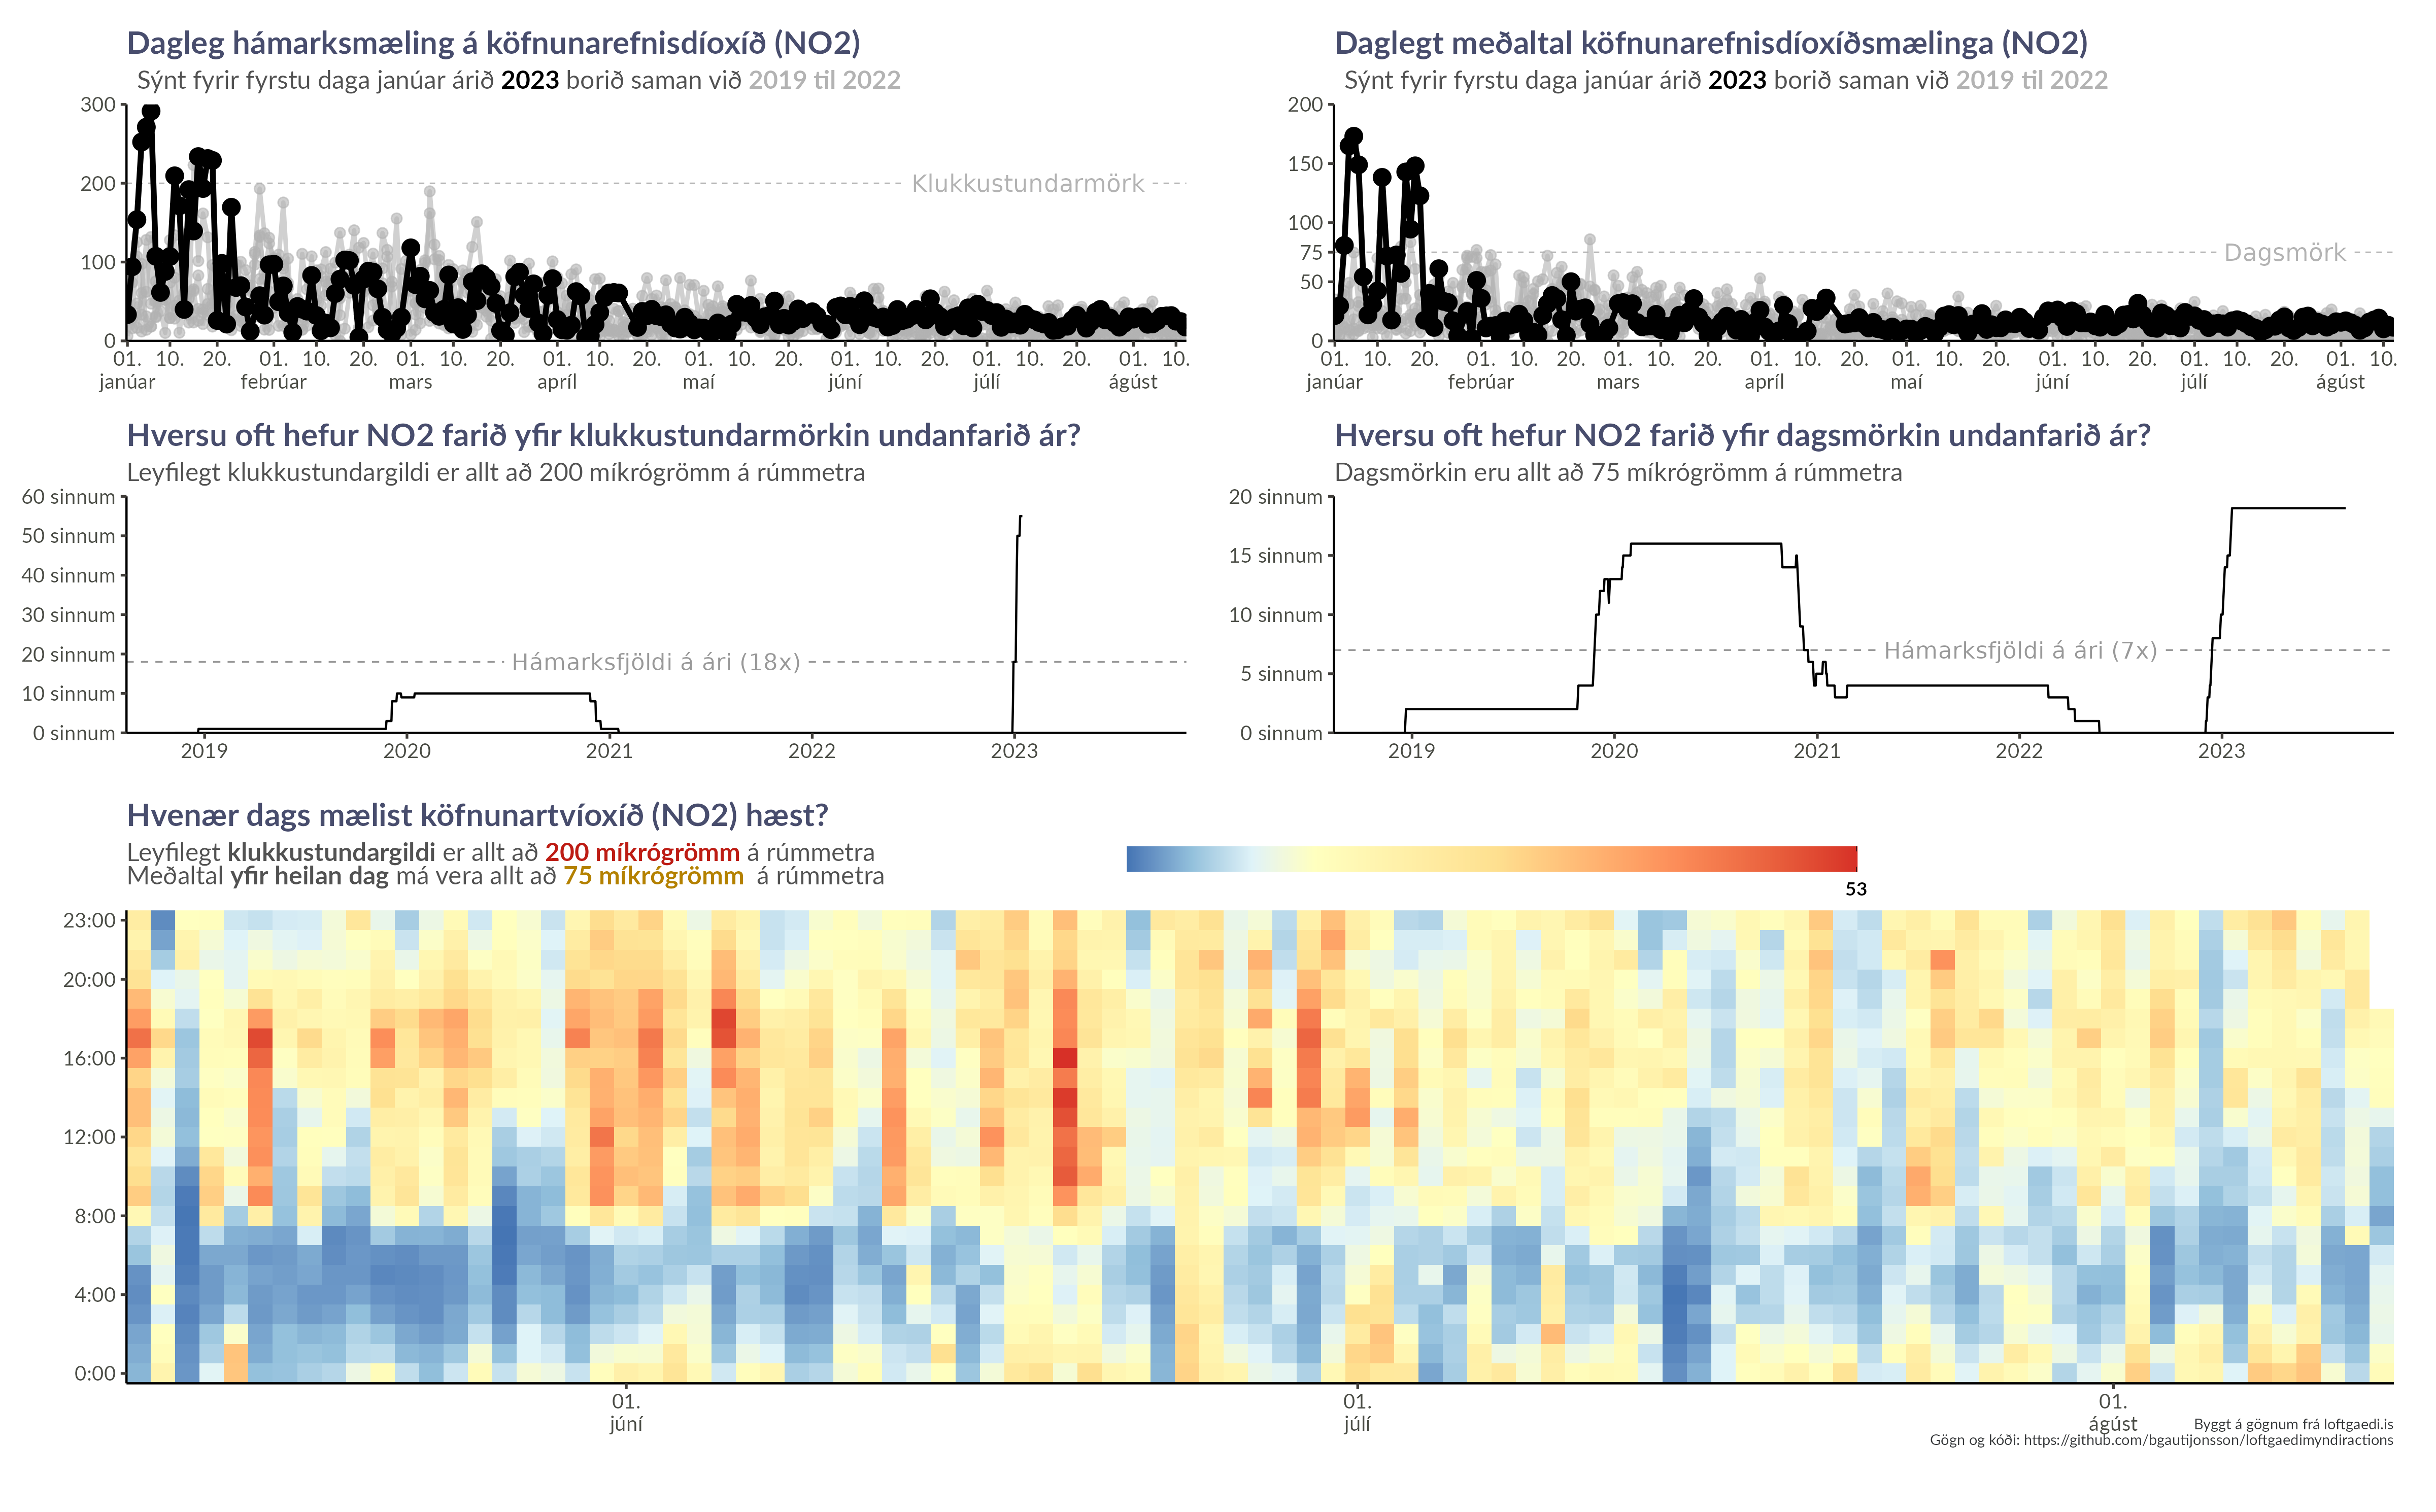 Dagleg hámarksmæling á köfnunarefnisdíoxíð (NO2)
Sýnt fyrir fyrstu daga janúar árið 2023 borið saman við 2019 til 2022
300
200
100
0
Klukkustundarmörk
01. 10. 20. 01. 10. 20. 01. 10. 20. 01. 10. 20. 01. 10. 20. 01. 10. 20. 01. 10. 20. 01. 10.
janúar febrúar mars apríl maí júní júlí ágúst
Daglegt meðaltal köfnunarefnisdíoxíðsmælinga (NO2)
Sýnt fyrir fyrstu daga janúar árið 2023 borið saman við 2019 til 2022
200
150
100
75
50
0
Dagsmörk
01. 10. 20. 01. 10. 20. 01. 10. 20. 01. 10. 20. 01. 10. 20. 01. 10. 20. 01. 10. 20. 01. 10.
janúar febrúar mars apríl maí júní júlí ágúst
Hversu oft hefur NO2 farið yfir klukkustundarmörkin undanfarið ár?
Leyfilegt klukkustundargildi er allt að 200 míkrógrömm á rúmmetra
60 sinnum
50 sinnum
40 sinnum
30 sinnum
20 sinnum
10 sinnum
0 sinnum
Hámarksfjöldi á ári (18x)
2019 2020 2021 2022 2023
Hversu oft hefur NO2 farið yfir dagsmörkin undanfarið ár?
Dagsmörkin eru allt að 75 míkrógrömm á rúmmetra
20 sinnum
15 sinnum
10 sinnum
5 sinnum
0 sinnum
Hámarksfjöldi á ári (7x)
2019 2020 2021 2022 2023
Hvenær dags mælist köfnunartvíoxíð (NO2) hæst?
Leyfilegt klukkustundargildi er allt að 200 míkrógrömm á rúmmetra
Meðaltal yfir heilan dag má vera allt að 75 míkrógrömm á rúmmetra
53
23:00
20:00
16:00
12:00
8:00
4:00
0:00
01. 01. 01.
júní júlí ágúst
Byggt á gögnum frá loftgaedi.is
Gögn og kóði: https://github.com/bgautijonsson/loftgaedimyndiractions